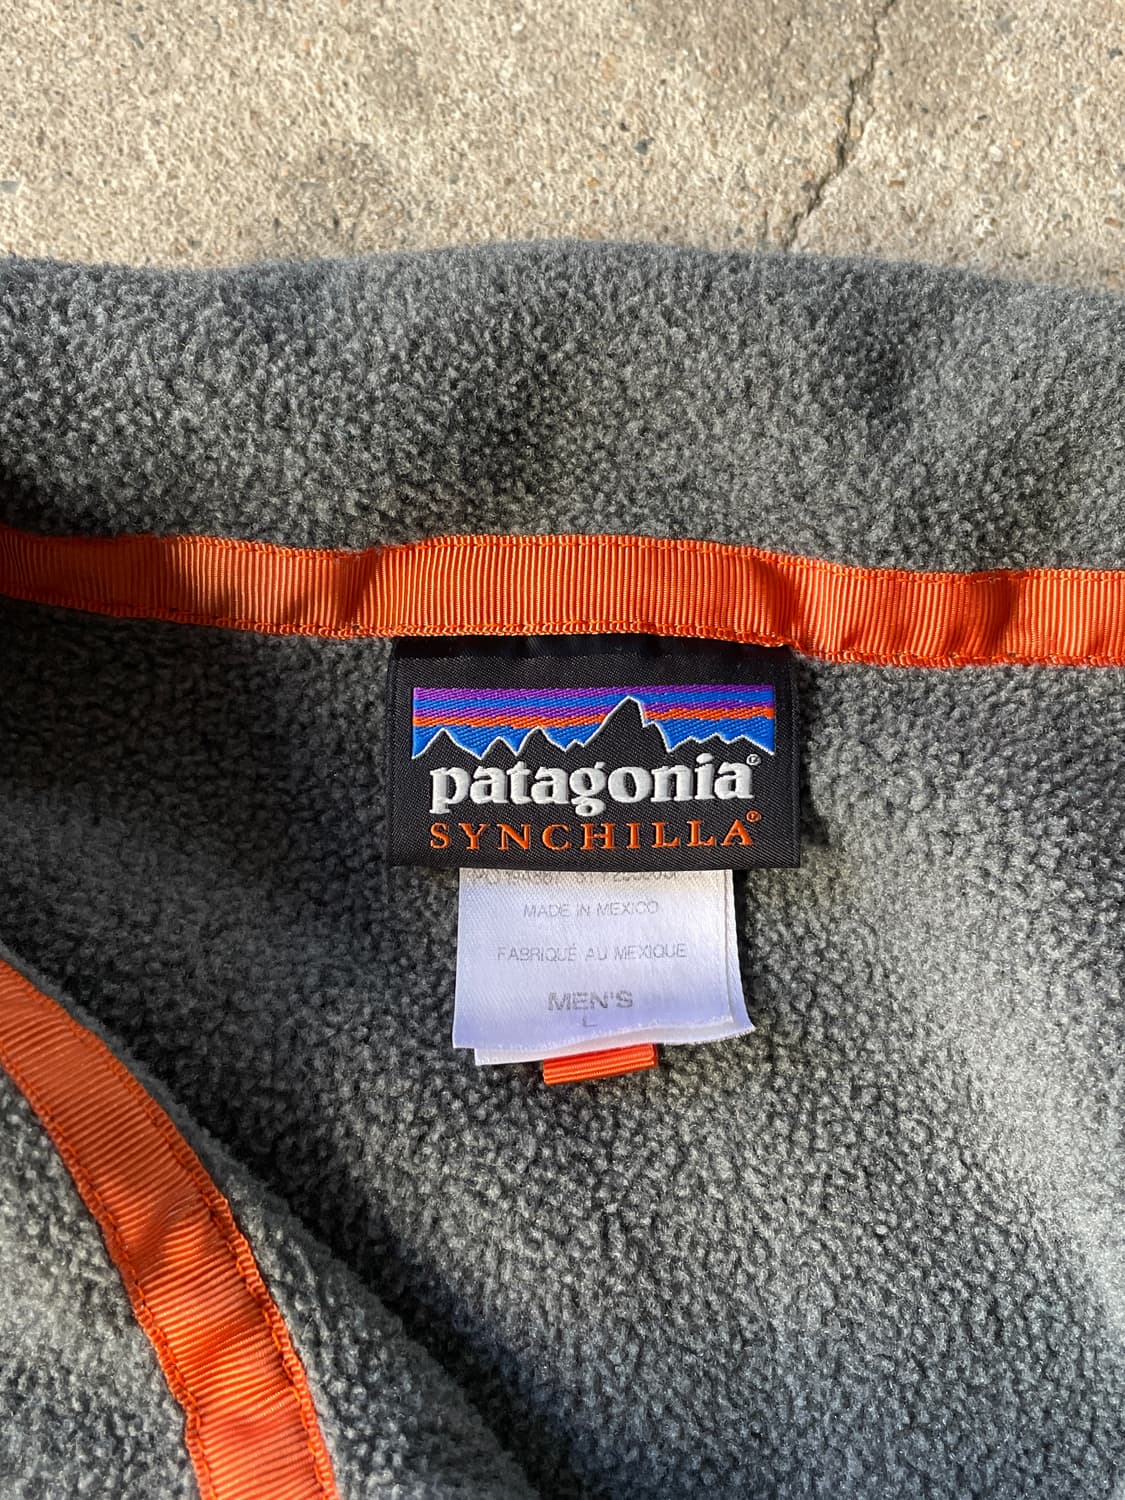 patagonia®
SYNCHILLA®
MADE IN MEXICO
FABRIQUÉ AU MEXIQUE
MEN'S
L